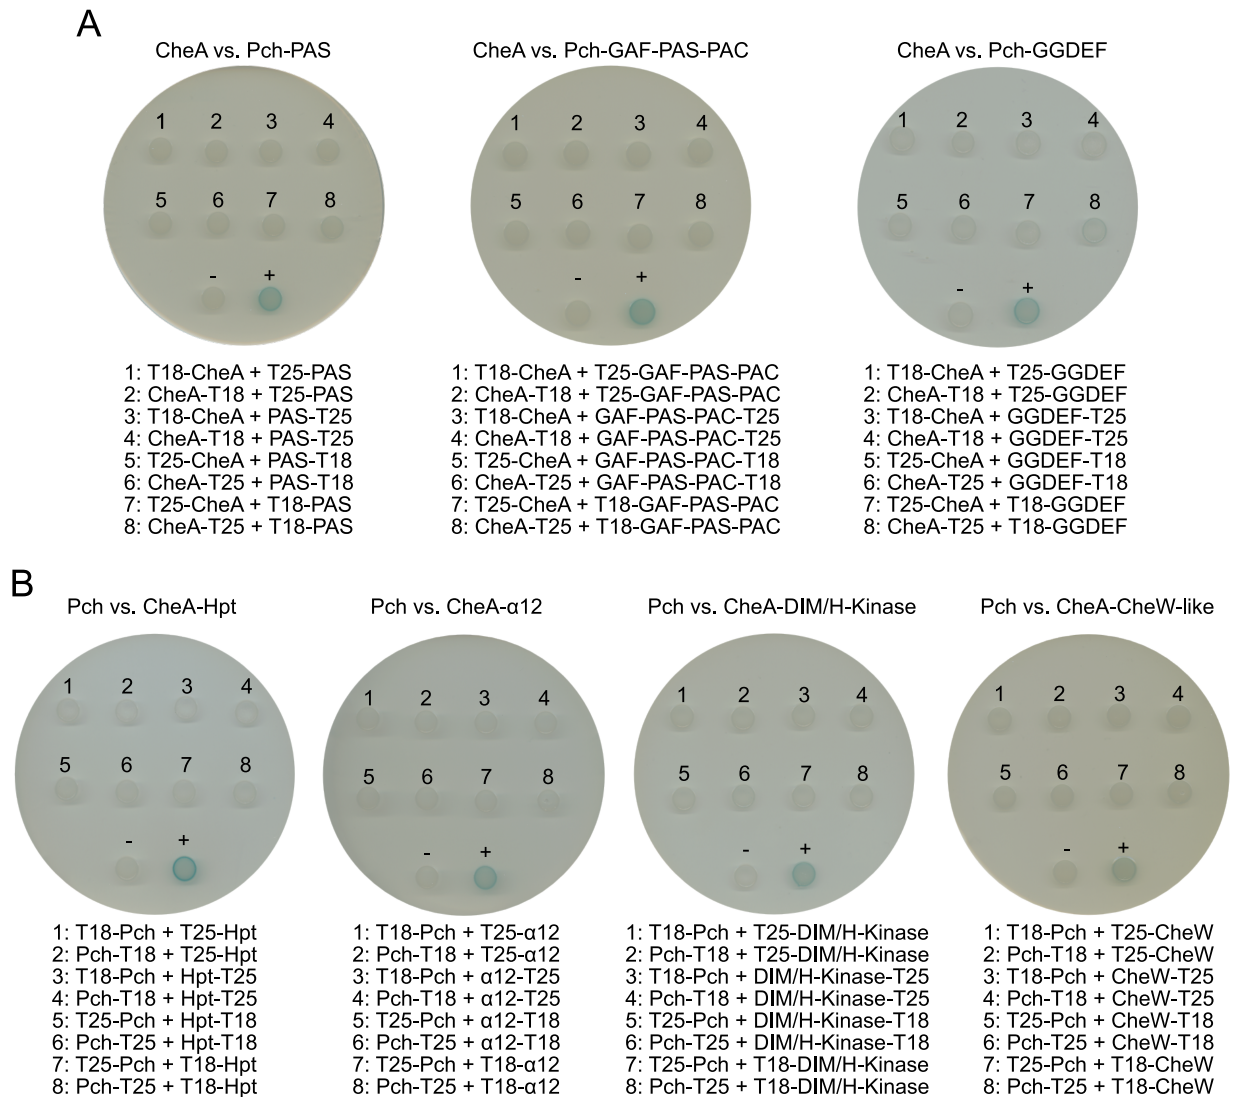 A
CheA vs. Pch-PAS
CheA vs. Pch-GAF-PAS-PAC
CheA vs. Pch-GGDEF
1 2 3 4
5 6 7 8
- +
1 2 3 4
5 6 7 8
- +
1 2 3 4
5 6 7 8
- +
1: T18-CheA + T25-PAS
2: CheA-T18 + T25-PAS
3: T18-CheA + PAS-T25
4: CheA-T18 + PAS-T25
5: T25-CheA + PAS-T18
6: CheA-T25 + PAS-T18
7: T25-CheA + T18-PAS
8: CheA-T25 + T18-PAS
1: T18-CheA + T25-GAF-PAS-PAC
2: CheA-T18 + T25-GAF-PAS-PAC
3: T18-CheA + GAF-PAS-PAC-T25
4: CheA-T18 + GAF-PAS-PAC-T25
5: T25-CheA + GAF-PAS-PAC-T18
6: CheA-T25 + GAF-PAS-PAC-T18
7: T25-CheA + T18-GAF-PAS-PAC
8: CheA-T25 + T18-GAF-PAS-PAC
1: T18-CheA + T25-GGDEF
2: CheA-T18 + T25-GGDEF
3: T18-CheA + GGDEF-T25
4: CheA-T18 + GGDEF-T25
5: T25-CheA + GGDEF-T18
6: CheA-T25 + GGDEF-T18
7: T25-CheA + T18-GGDEF
8: CheA-T25 + T18-GGDEF
B
Pch vs. CheA-Hpt
Pch vs. CheA-α12
Pch vs. CheA-DIM/H-Kinase
Pch vs. CheA-CheW-like
1 2 3 4
5 6 7 8
- +
1 2 3 4
5 6 7 8
- +
1 2 3 4
5 6 7 8
- +
1 2 3 4
5 6 7 8
- +
1: T18-Pch + T25-Hpt
2: Pch-T18 + T25-Hpt
3: T18-Pch + Hpt-T25
4: Pch-T18 + Hpt-T25
5: T25-Pch + Hpt-T18
6: Pch-T25 + Hpt-T18
7: T25-Pch + T18-Hpt
8: Pch-T25 + T18-Hpt
1: T18-Pch + T25-α12
2: Pch-T18 + T25-α12
3: T18-Pch + α12-T25
4: Pch-T18 + α12-T25
5: T25-Pch + α12-T18
6: Pch-T25 + α12-T18
7: T25-Pch + T18-α12
8: Pch-T25 + T18-α12
1: T18-Pch + T25-DIM/H-Kinase
2: Pch-T18 + T25-DIM/H-Kinase
3: T18-Pch + DIM/H-Kinase-T25
4: Pch-T18 + DIM/H-Kinase-T25
5: T25-Pch + DIM/H-Kinase-T18
6: Pch-T25 + DIM/H-Kinase-T18
7: T25-Pch + T18-DIM/H-Kinase
8: Pch-T25 + T18-DIM/H-Kinase
1: T18-Pch + T25-CheW
2: Pch-T18 + T25-CheW
3: T18-Pch + CheW-T25
4: Pch-T18 + CheW-T25
5: T25-Pch + CheW-T18
6: Pch-T25 + CheW-T18
7: T25-Pch + T18-CheW
8: Pch-T25 + T18-CheW